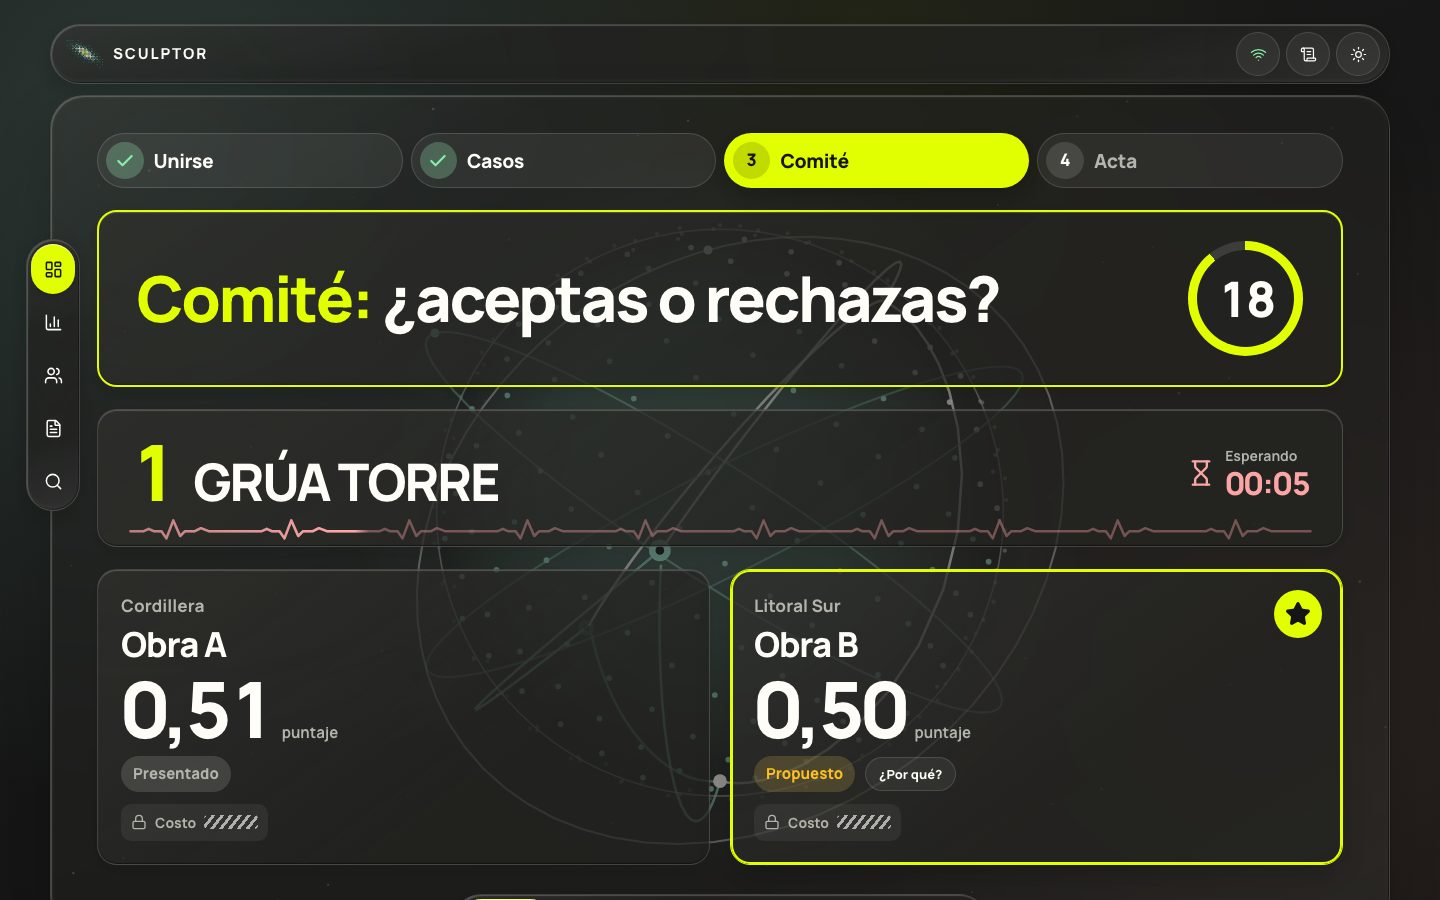 SCULPTOR
Unirse
Casos
3 Comité
4 Acta
Comité: ¿aceptas o rechazas?
18
1 GRÚA TORRE
Esperando
00:05
Cordillera
Obra A
0,51 puntaje
Presentado
Costo
Litoral Sur
Obra B
0,50 puntaje
Propuesto
¿Por qué?
Costo